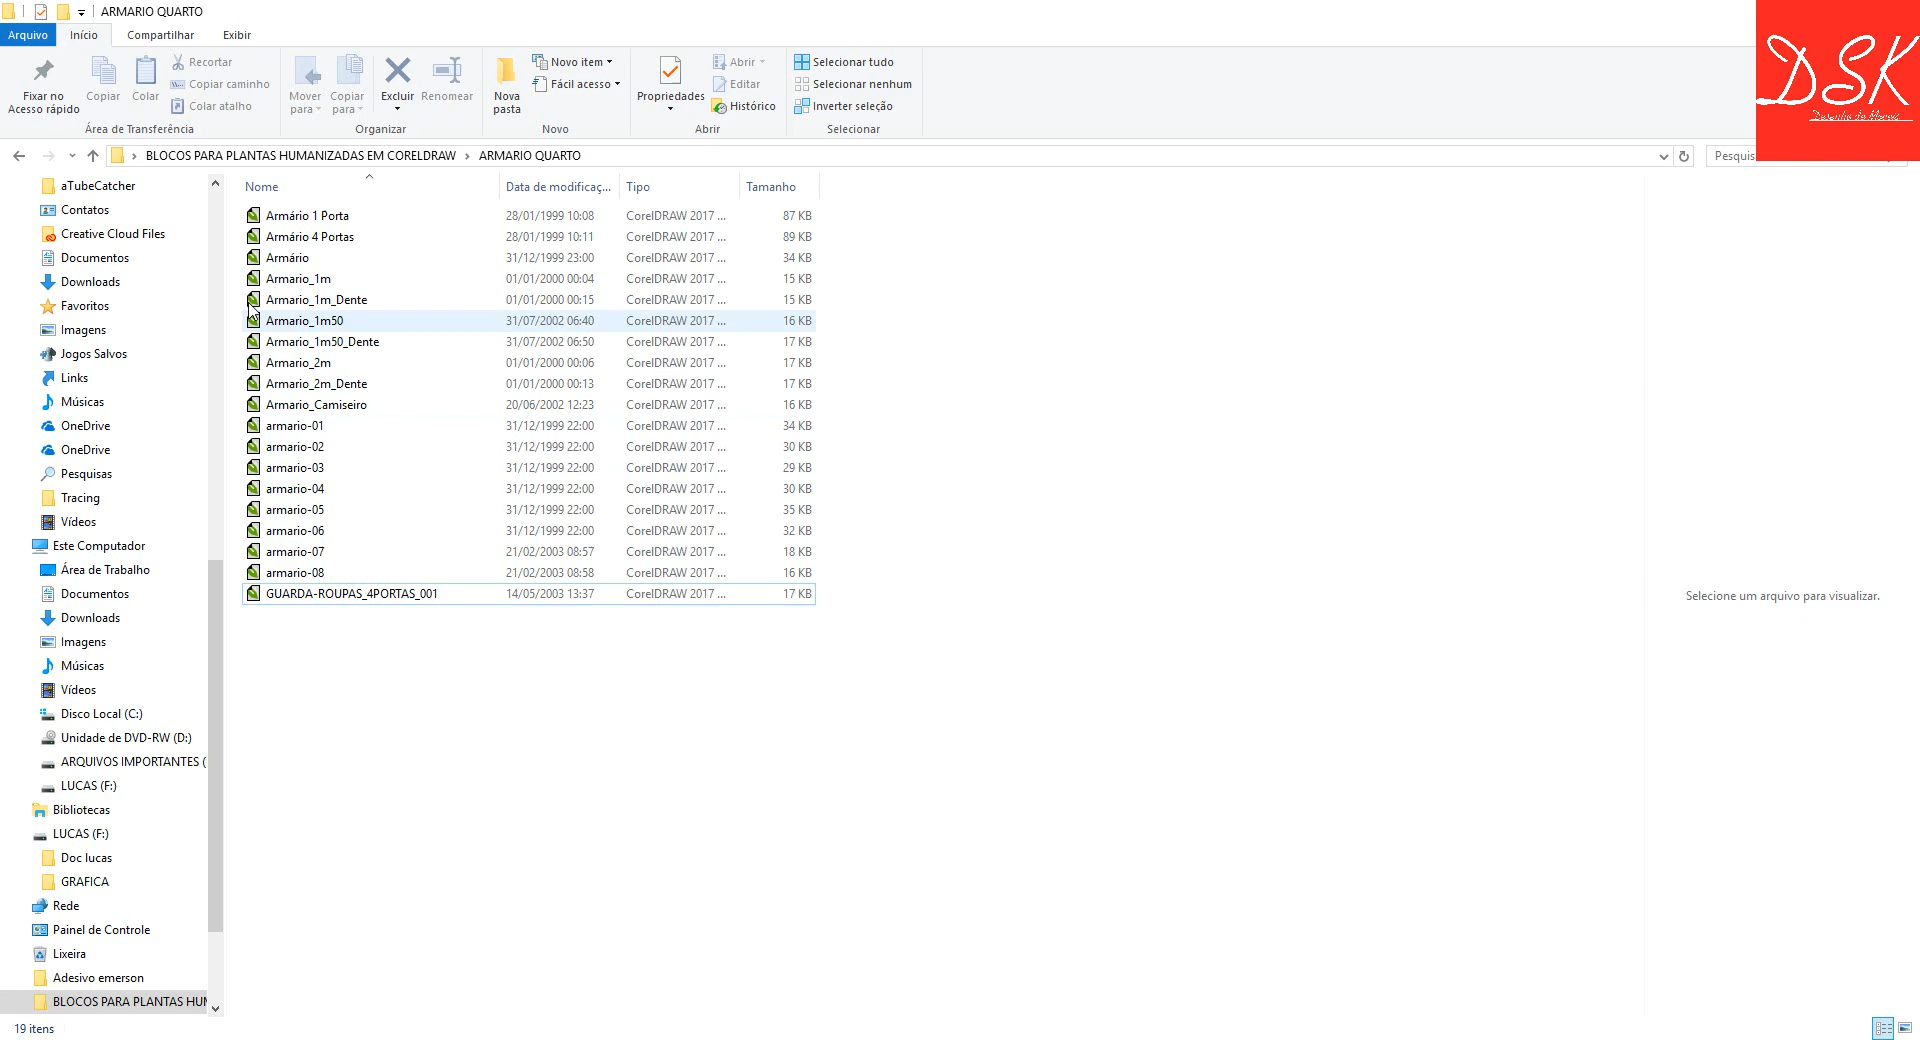 ARMARIO QUARTO
Arquivo Início Compartilhar Exibir
Fixar no Acesso rápido
Copiar
Colar
Recortar
Copiar caminho
Colar atalho
Área de Transferência
Mover para
Copiar para
Excluir
Renomear
Organizar
Nova pasta
Novo item
Fácil acesso
Novo
Propriedades
Abrir
Editar
Histórico
Abrir
Selecionar tudo
Selecionar nenhum
Inverter seleção
Selecionar
DSK
Desenho de Moveis
BLOCOS PARA PLANTAS HUMANIZADAS EM CORELDRAW > ARMARIO QUARTO
Pesquis
aTubeCatcher
Contatos
Creative Cloud Files
Documentos
Downloads
Favoritos
Imagens
Jogos Salvos
Links
Músicas
OneDrive
OneDrive
Pesquisas
Tracing
Vídeos
Este Computador
Área de Trabalho
Documentos
Downloads
Imagens
Músicas
Vídeos
Disco Local (C:)
Unidade de DVD-RW (D:)
ARQUIVOS IMPORTANTES (
LUCAS (F:)
Bibliotecas
LUCAS (F:)
Doc lucas
GRAFICA
Rede
Painel de Controle
Lixeira
Adesivo emerson
BLOCOS PARA PLANTAS HUM
Nome Data de modificaç... Tipo Tamanho
Armário 1 Porta 28/01/1999 10:08 CorelDRAW 2017 ... 87 KB
Armário 4 Portas 28/01/1999 10:11 CorelDRAW 2017 ... 89 KB
Armário 31/12/1999 23:00 CorelDRAW 2017 ... 34 KB
Armario_1m 01/01/2000 00:04 CorelDRAW 2017 ... 15 KB
Armario_1m_Dente 01/01/2000 00:15 CorelDRAW 2017 ... 15 KB
Armario_1m50 31/07/2002 06:40 CorelDRAW 2017 ... 16 KB
Armario_1m50_Dente 31/07/2002 06:50 CorelDRAW 2017 ... 17 KB
Armario_2m 01/01/2000 00:06 CorelDRAW 2017 ... 17 KB
Armario_2m_Dente 01/01/2000 00:13 CorelDRAW 2017 ... 17 KB
Armario_Camiseiro 20/06/2002 12:23 CorelDRAW 2017 ... 16 KB
armario-01 31/12/1999 22:00 CorelDRAW 2017 ... 34 KB
armario-02 31/12/1999 22:00 CorelDRAW 2017 ... 30 KB
armario-03 31/12/1999 22:00 CorelDRAW 2017 ... 29 KB
armario-04 31/12/1999 22:00 CorelDRAW 2017 ... 30 KB
armario-05 31/12/1999 22:00 CorelDRAW 2017 ... 35 KB
armario-06 31/12/1999 22:00 CorelDRAW 2017 ... 32 KB
armario-07 21/02/2003 08:57 CorelDRAW 2017 ... 18 KB
armario-08 21/02/2003 08:58 CorelDRAW 2017 ... 16 KB
GUARDA-ROUPAS_4PORTAS_001 14/05/2003 13:37 CorelDRAW 2017 ... 17 KB
Selecione um arquivo para visualizar.
19 itens